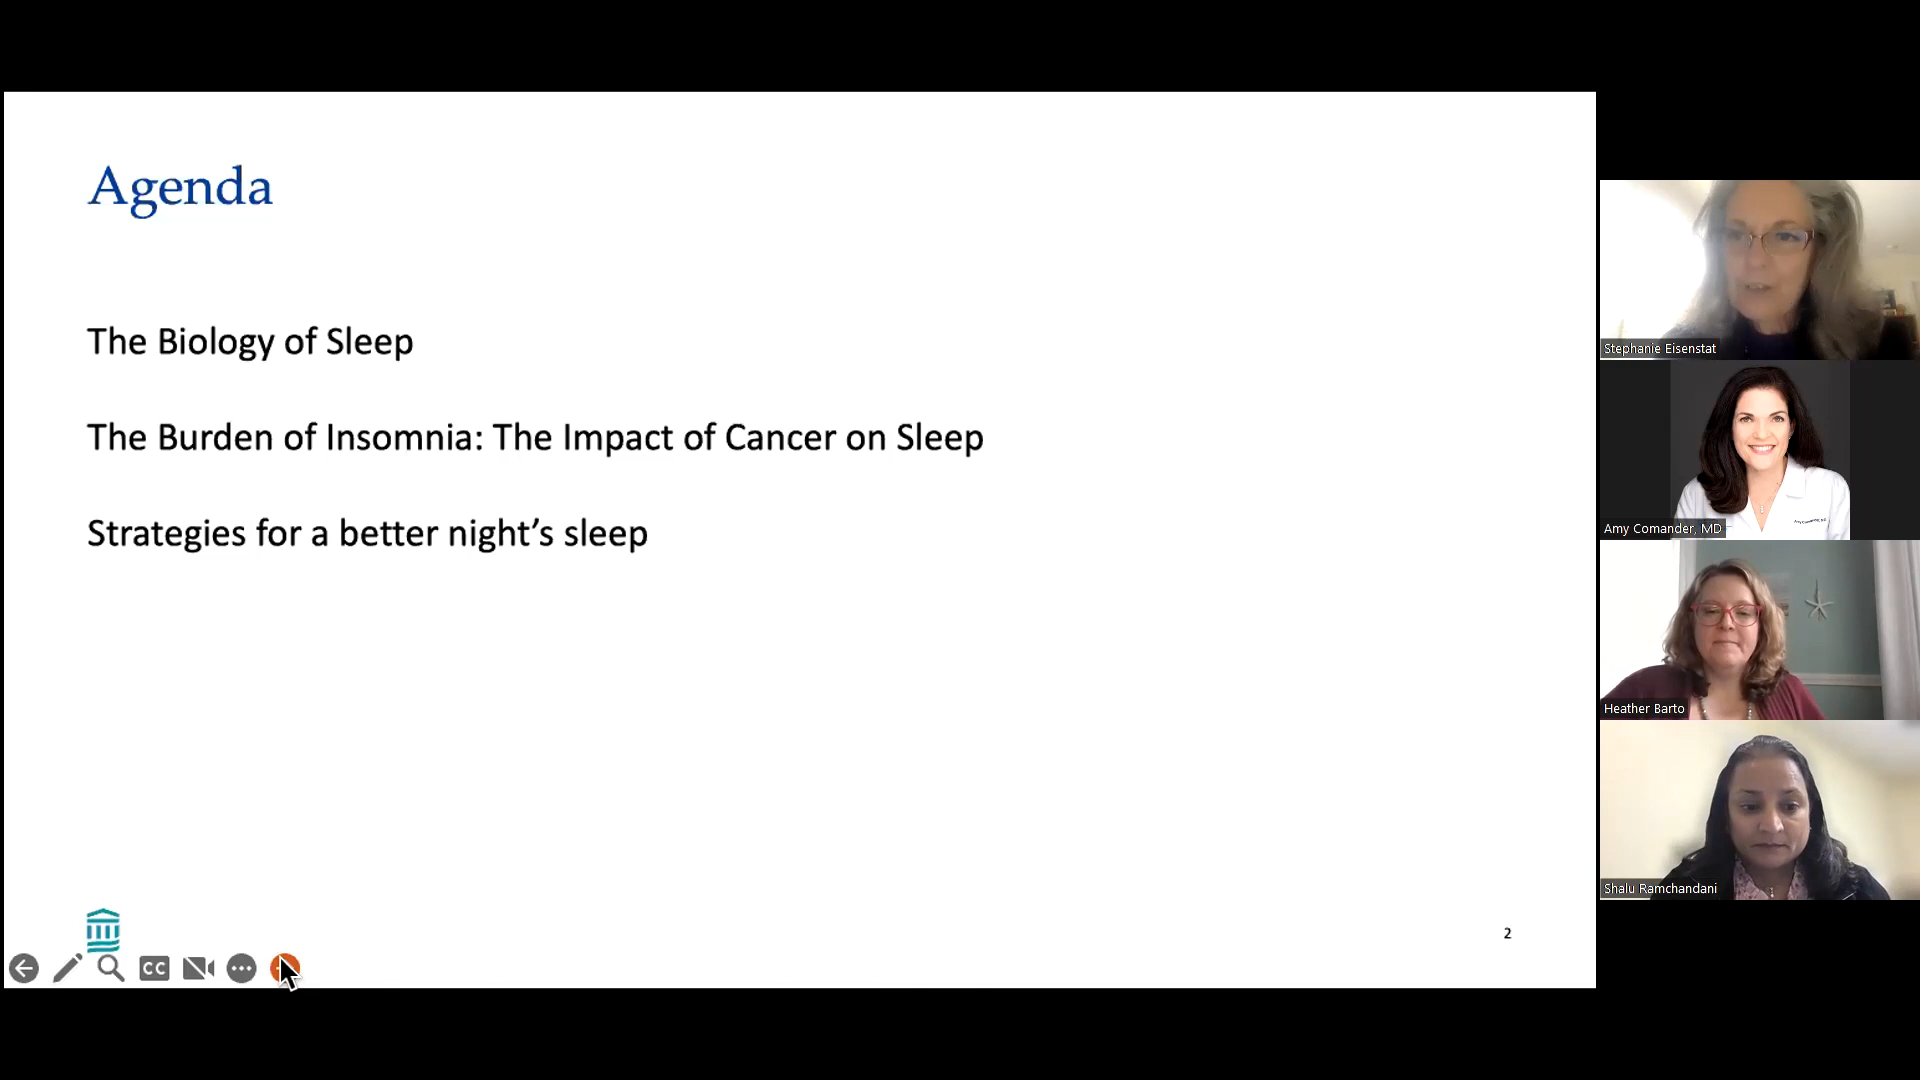 Agenda
The Biology of Sleep
The Burden of Insomnia: The Impact of Cancer on Sleep
Strategies for a better night’s sleep
2
CC
Stephanie Eisenstat
Amy Comander, MD
Heather Barto
Shalu Ramchandani